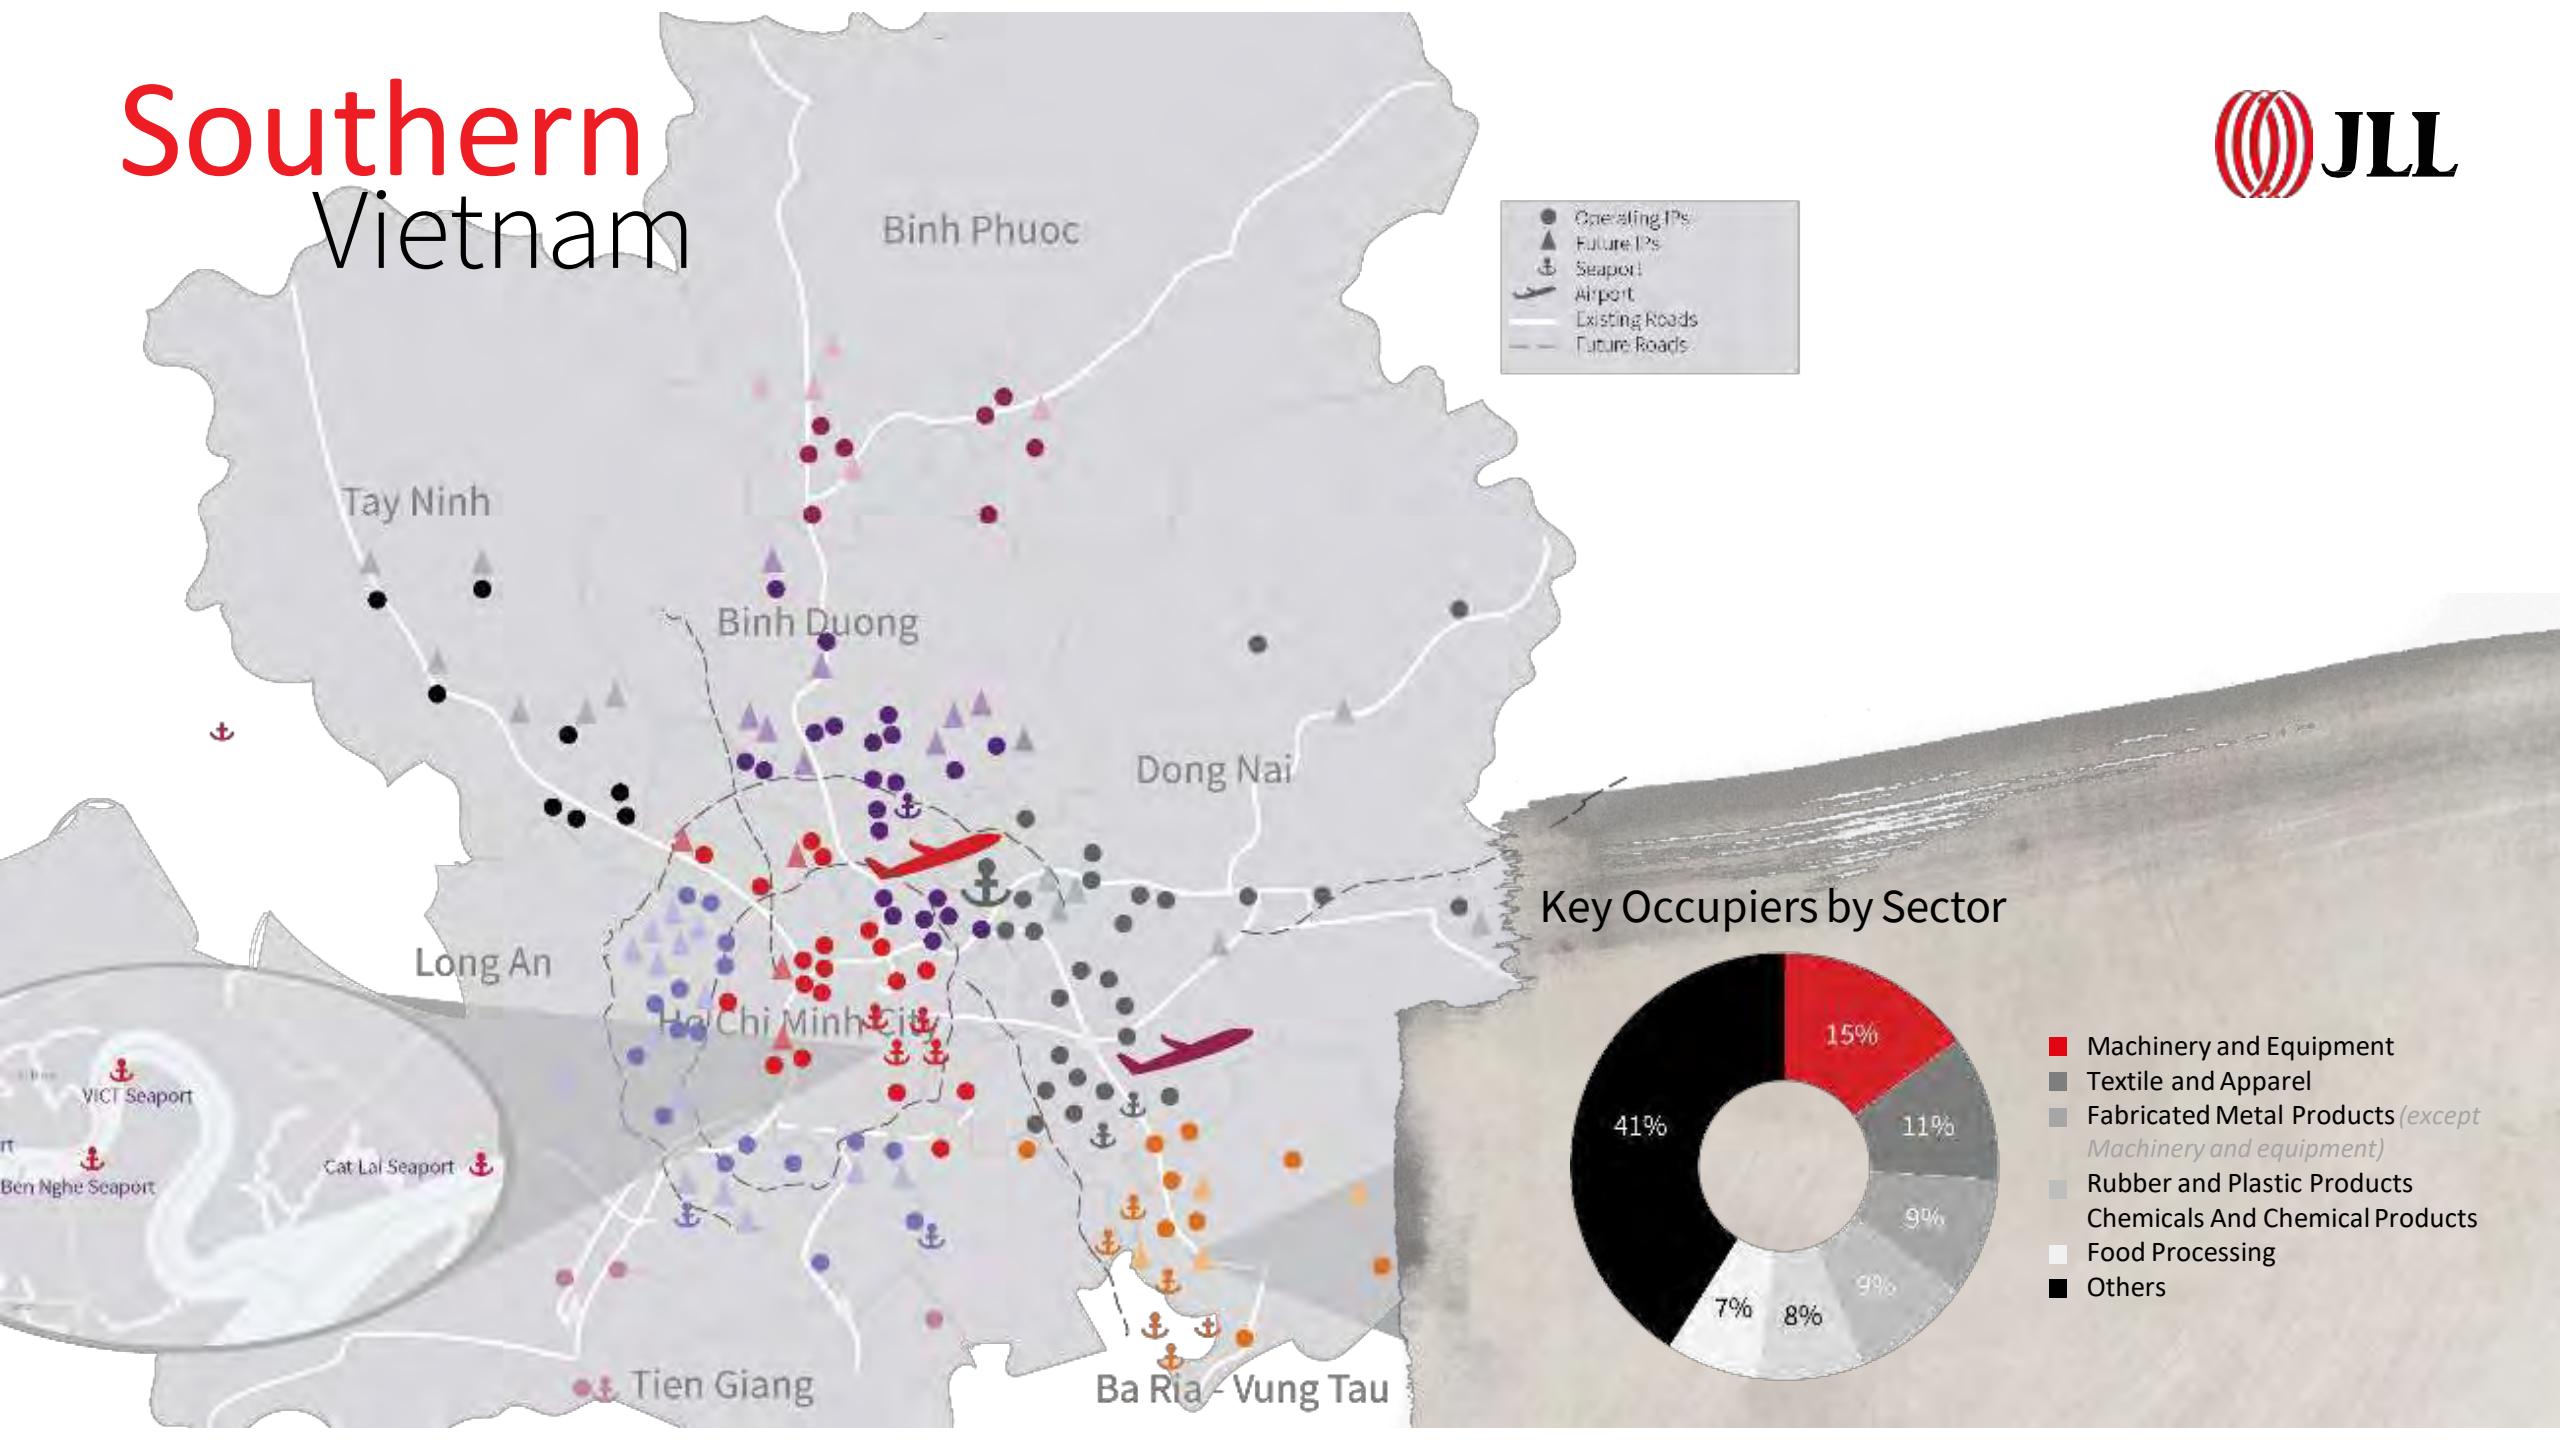 Southern
Vietnam
JLL
Binh Phuoc
Operating IPs
Future IPs
Seaport
Airport
Existing Roads
Future Roads
Tay Ninh
Binh Duong
Dong Nai
Long An
Ho Chi Minh City
VICT Seaport
rt
Cat Lai Seaport
Ben Nghe Seaport
Tien Giang
Ba Ria - Vung Tau
Key Occupiers by Sector
15%
11%
9%
9%
8%
7%
41%
Machinery and Equipment
Textile and Apparel
Fabricated Metal Products (except
Machinery and equipment)
Rubber and Plastic Products
Chemicals And Chemical Products
Food Processing
Others